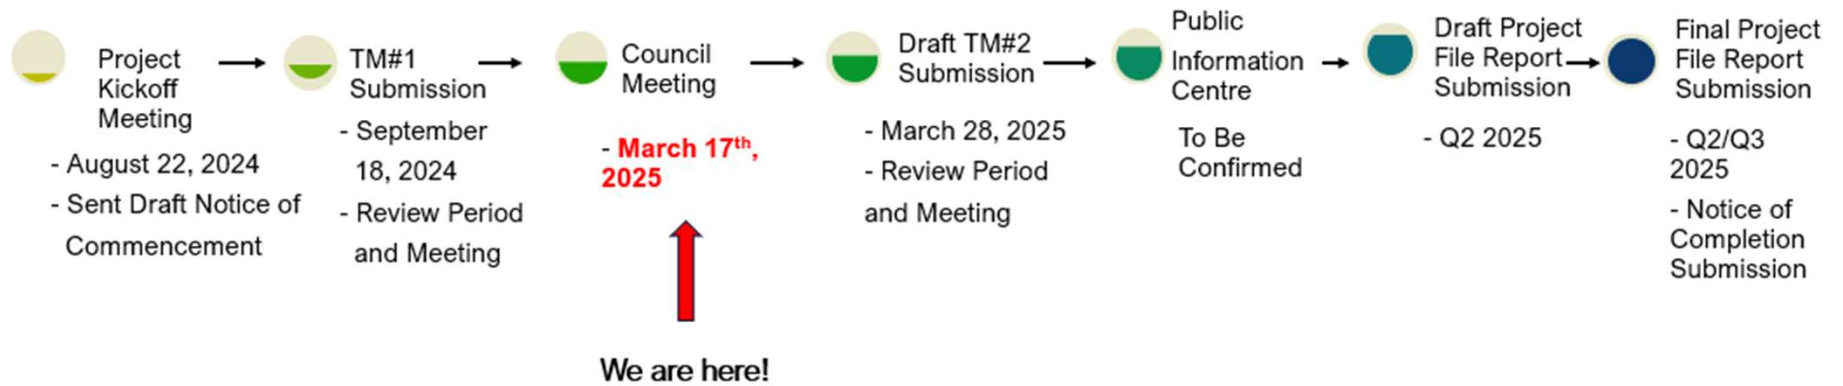 Project
Kickoff
Meeting
- August 22, 2024
- Sent Draft Notice of
Commencement
TM#1
Submission
- September
18, 2024
- Review Period
and Meeting
Council
Meeting
- March 17th,
2025
We are here!
Draft TM#2
Submission
- March 28, 2025
- Review Period
and Meeting
Public
Information
Centre
To Be
Confirmed
Draft Project
File Report
Submission
- Q2 2025
Final Project
File Report
Submission
- Q2/Q3
2025
- Notice of
Completion
Submission